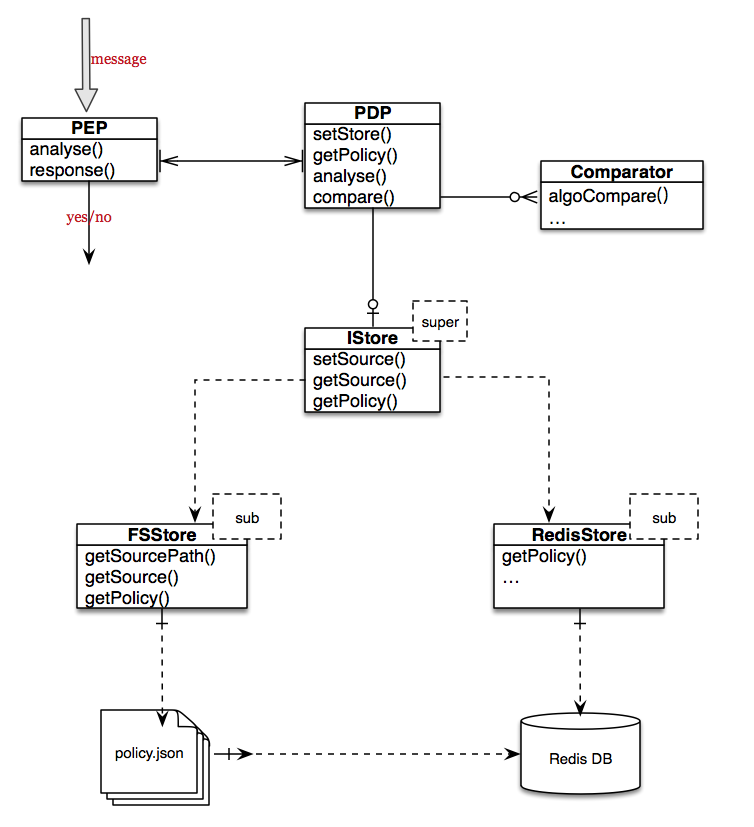 message
PEP
analyse()
response()
yes/no
PDP
setStore()
getPolicy()
analyse()
compare()
Comparator
algoCompare()
...
super
IStore
setSource()
getSource()
getPolicy()
sub
FSStore
getSourcePath()
getSource()
getPolicy()
sub
RedisStore
getPolicy()
...
policy.json
Redis DB